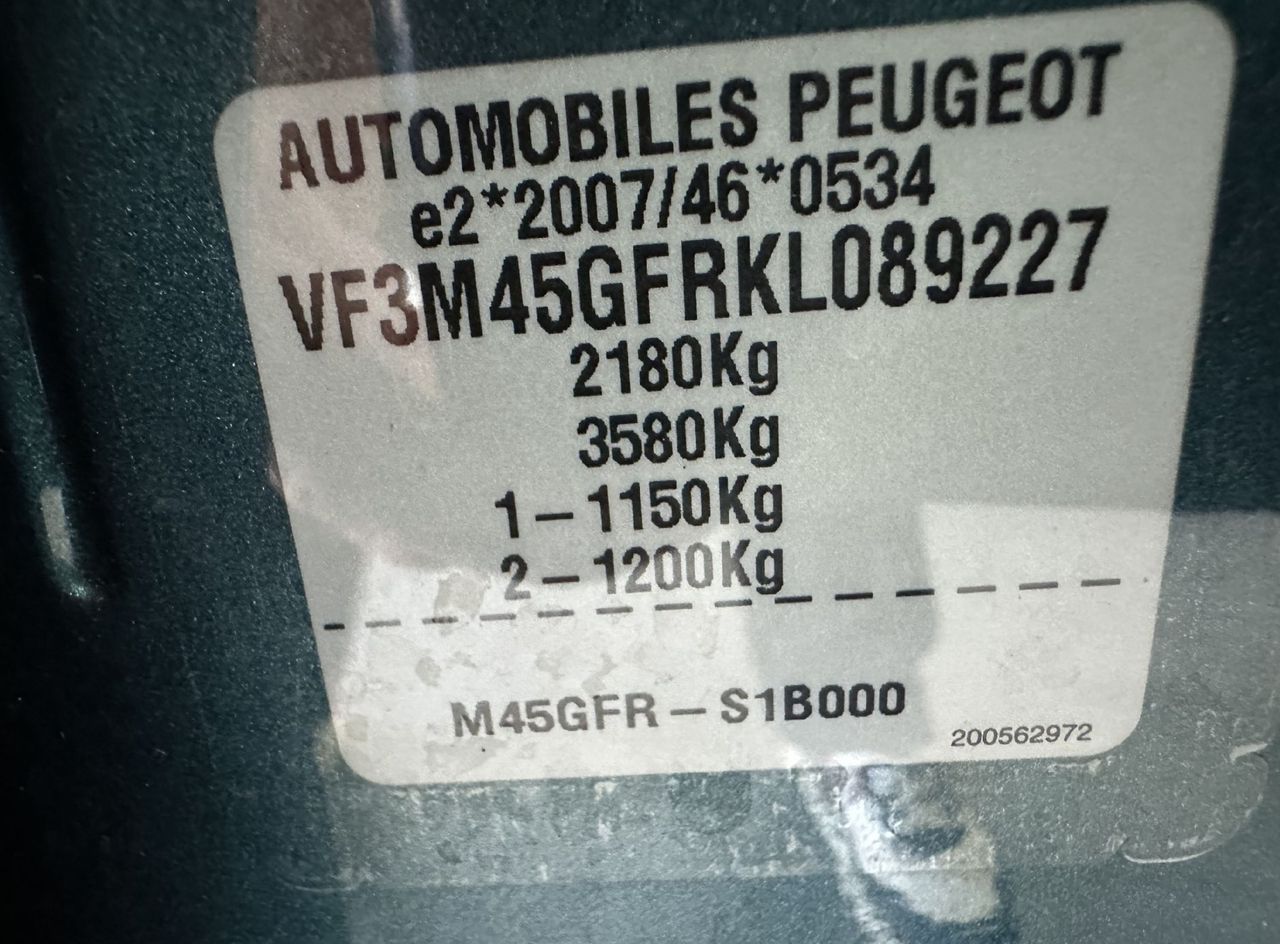 AUTOMOBILES PEUGEOT
e2*2007/46*0534
VF3M45GFRKL089227
2180Kg
3580Kg
1-1150Kg
2-1200Kg
M45GFR-S1B000
200562972